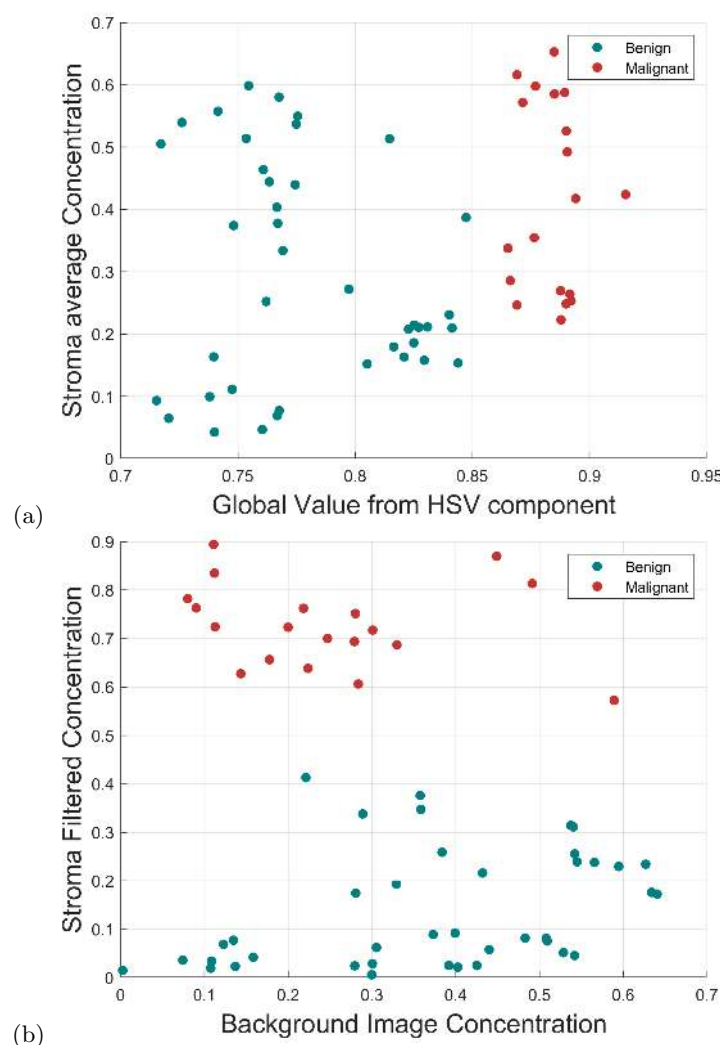 0.7
Benign
Malignant
0.6
0.5
0.4
0.3
0.2
0.1
0
Stroma average Concentration
0.7 0.75 0.8 0.85 0.9 0.95
Global Value from HSV component
(a)
0.9
Benign
Malignant
0.8
0.7
0.6
0.5
0.4
0.3
0.2
0.1
0
Stroma Filtered Concentration
0 0.1 0.2 0.3 0.4 0.5 0.6 0.7
Background Image Concentration
(b)